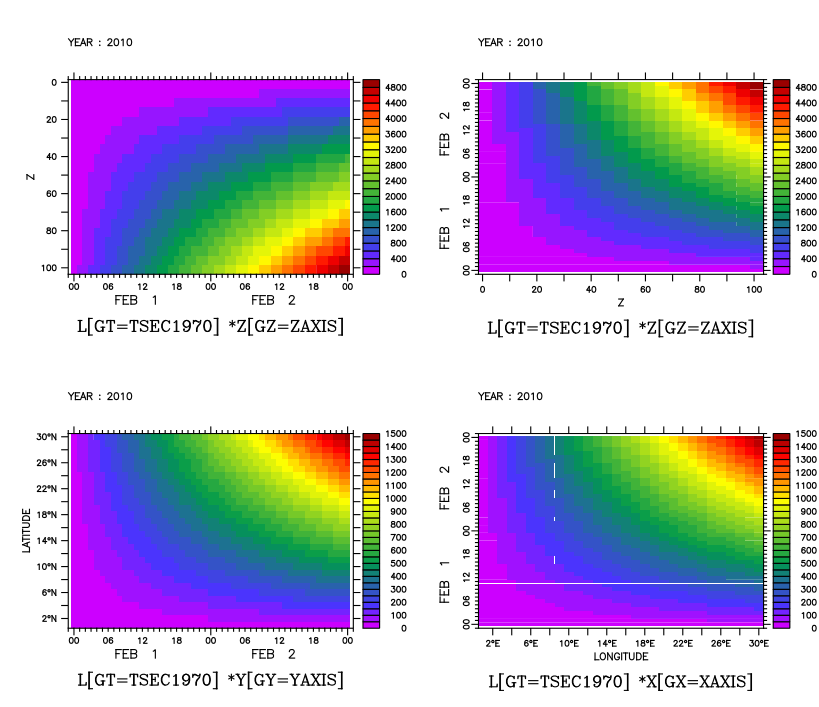 YEAR : 2010
0
20
40
60
80
100
Z
00 06 12 18 00 06 12 18 00
FEB 1 FEB 2
4800
4400
4000
3600
3200
2800
2400
2000
1600
1200
800
400
0
L[GT=TSEC1970] *Z[GZ=ZAXIS]
YEAR : 2010
00
18
12
06
00
18
12
06
00
FEB 2
FEB 1
0 20 40 60 80 100
Z
4800
4400
4000
3600
3200
2800
2400
2000
1600
1200
800
400
0
L[GT=TSEC1970] *Z[GZ=ZAXIS]
YEAR : 2010
30°N
26°N
22°N
18°N
14°N
10°N
6°N
2°N
LATITUDE
00 06 12 18 00 06 12 18 00
FEB 1 FEB 2
1500
1400
1300
1200
1100
1000
900
800
700
600
500
400
300
200
100
0
L[GT=TSEC1970] *Y[GY=YAXIS]
YEAR : 2010
00
18
12
06
00
18
12
06
00
FEB 2
FEB 1
2°E 6°E 10°E 14°E 18°E 22°E 26°E 30°E
LONGITUDE
1500
1400
1300
1200
1100
1000
900
800
700
600
500
400
300
200
100
0
L[GT=TSEC1970] *X[GX=XAXIS]